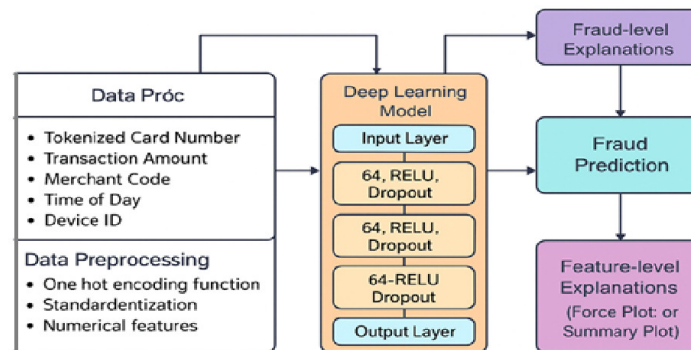 Data Próc
• Tokenized Card Number
• Transaction Amount
• Merchant Code
• Time of Day
• Device ID
Data Preprocessing
• One hot encoding function
• Standardentization
• Numerical features
Deep Learning
Model
Input Layer
64, RELU,
Dropout
64, RELU,
Dropout
64-RELU
Dropout
Output Layer
Fraud-level
Explanations
Fraud
Prediction
Feature-level
Explanations
(Force Plot: or
Summary Plot)